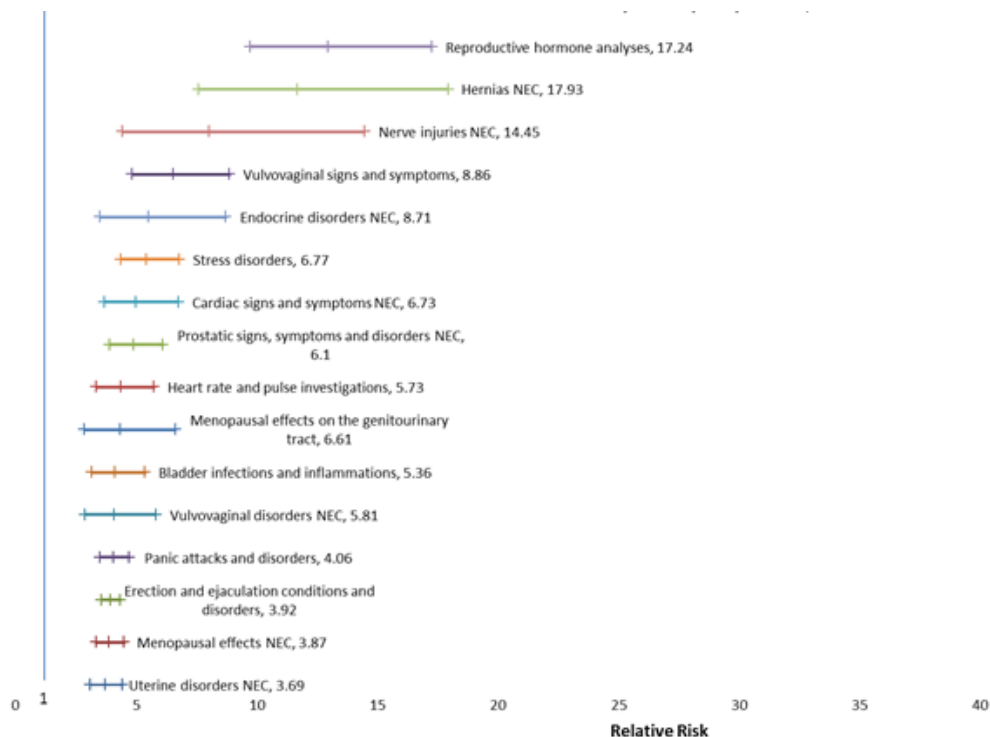 Reproductive hormone analyses, 17.24
Hernias NEC, 17.93
Nerve injuries NEC, 14.45
Vulvovaginal signs and symptoms, 8.86
Endocrine disorders NEC, 8.71
Stress disorders, 6.77
Cardiac signs and symptoms NEC, 6.73
Prostatic signs, symptoms and disorders NEC,
6.1
Heart rate and pulse investigations, 5.73
Menopausal effects on the genitourinary
tract, 6.61
Bladder infections and inflammations, 5.36
Vulvovaginal disorders NEC, 5.81
Panic attacks and disorders, 4.06
Erection and ejaculation conditions and
disorders, 3.92
Menopausal effects NEC, 3.87
Uterine disorders NEC, 3.69
0 1 5 10 15 20 25 30 35 40
Relative Risk